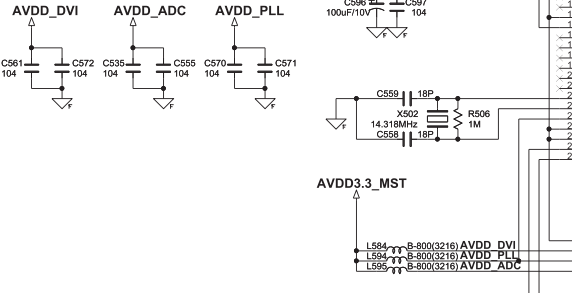 AVDD_DVI
AVDD_ADC
AVDD_PLL
C596
C597
100uF/10V
104
C561
104
C572
104
C535
104
C555
104
C570
104
C571
104
F
F
F
F
F
F
C559
18P
X502
14.318MHz
R506
1M
C558
18P
AVDD3.3_MST
L584
B-800(3216)
AVDD_DVI
L594
B-800(3216)
AVDD_PLL
L595
B-800(3216)
AVDD_ADC